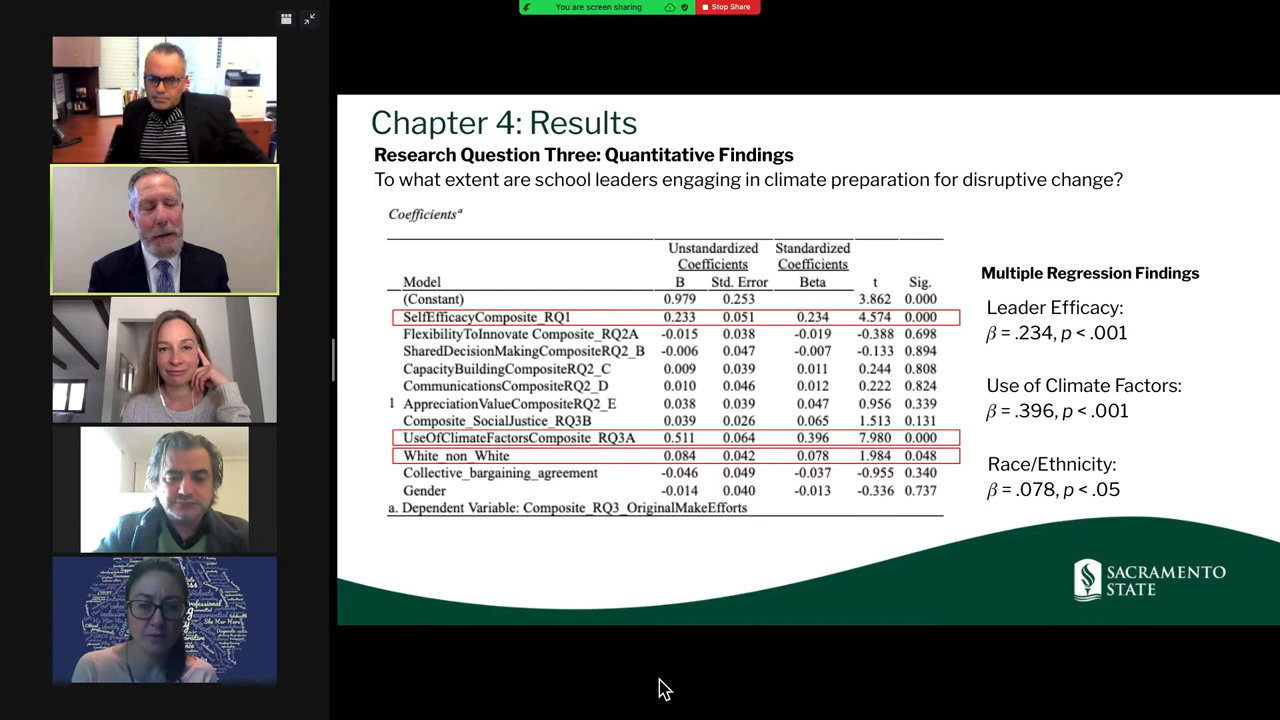 You are screen sharing
Stop Share
Chapter 4: Results
Research Question Three: Quantitative Findings
To what extent are school leaders engaging in climate preparation for disruptive change?
Coefficientsᵃ
Unstandardized Coefficients Standardized Coefficients
Model B Std. Error Beta t Sig.
(Constant) 0.979 0.253 3.862 0.000
SelfEfficacyComposite_RQ1 0.233 0.051 0.234 4.574 0.000
FlexibilityToInnovate Composite_RQ2A -0.015 0.038 -0.019 -0.388 0.698
SharedDecisionMakingCompositeRQ2_B -0.006 0.047 -0.007 -0.133 0.894
CapacityBuildingCompositeRQ2_C 0.009 0.039 0.011 0.244 0.808
CommunicationsCompositeRQ2_D 0.010 0.046 0.012 0.222 0.824
1 AppreciationValueCompositeRQ2_E 0.038 0.039 0.047 0.956 0.339
Composite_SocialJustice_RQ3B 0.039 0.026 0.065 1.513 0.131
UseOfClimateFactorsComposite_RQ3A 0.511 0.064 0.396 7.980 0.000
White_non_White 0.084 0.042 0.078 1.984 0.048
Collective_bargaining_agreement -0.046 0.049 -0.037 -0.955 0.340
Gender -0.014 0.040 -0.013 -0.336 0.737
a. Dependent Variable: Composite_RQ3_OriginalMakeEfforts
Multiple Regression Findings
Leader Efficacy:
β = .234, p < .001
Use of Climate Factors:
β = .396, p < .001
Race/Ethnicity:
β = .078, p < .05
SACRAMENTO
STATE
Professional
She Her Hers